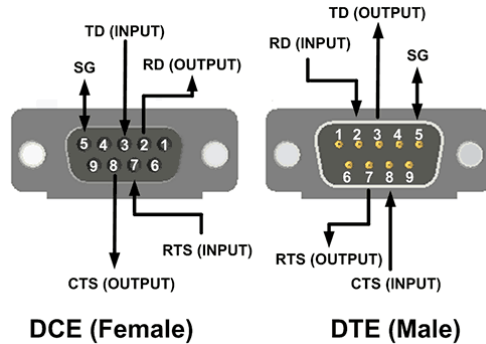 TD (INPUT)
RD (OUTPUT)
SG
5 4 3 2 1
9 8 7 6
RTS (INPUT)
CTS (OUTPUT)
DCE (Female)
TD (OUTPUT)
RD (INPUT)
SG
1 2 3 4 5
6 7 8 9
RTS (OUTPUT)
CTS (INPUT)
DTE (Male)